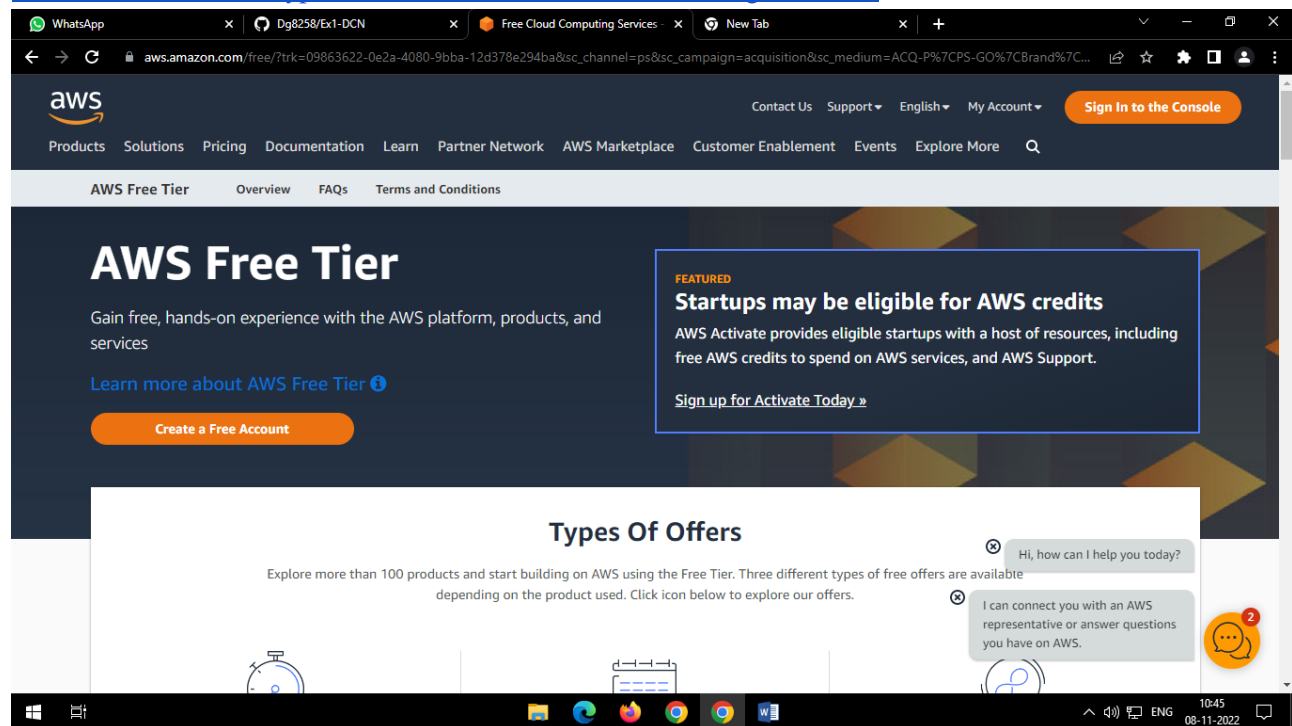 WhatsApp
Dg8258/Ex1-DCN
Free Cloud Computing Services -
New Tab
aws.amazon.com/free/?trk=09863622-0e2a-4080-9bba-12d378e294ba&sc_channel=ps&sc_campaign=acquisition&sc_medium=ACQ-P%7CPS-GO%7CBrand%7C...
aws
Contact Us Support English My Account Sign In to the Console
Products Solutions Pricing Documentation Learn Partner Network AWS Marketplace Customer Enablement Events Explore More
AWS Free Tier Overview FAQs Terms and Conditions
AWS Free Tier
Gain free, hands-on experience with the AWS platform, products, and
services
Learn more about AWS Free Tier
Create a Free Account
FEATURED
Startups may be eligible for AWS credits
AWS Activate provides eligible startups with a host of resources, including
free AWS credits to spend on AWS services, and AWS Support.
Sign up for Activate Today »
Types Of Offers
Explore more than 100 products and start building on AWS using the Free Tier. Three different types of free offers are available
depending on the product used. Click icon below to explore our offers.
Hi, how can I help you today?
I can connect you with an AWS
representative or answer questions
you have on AWS.
2
ENG
10:45
08-11-2022